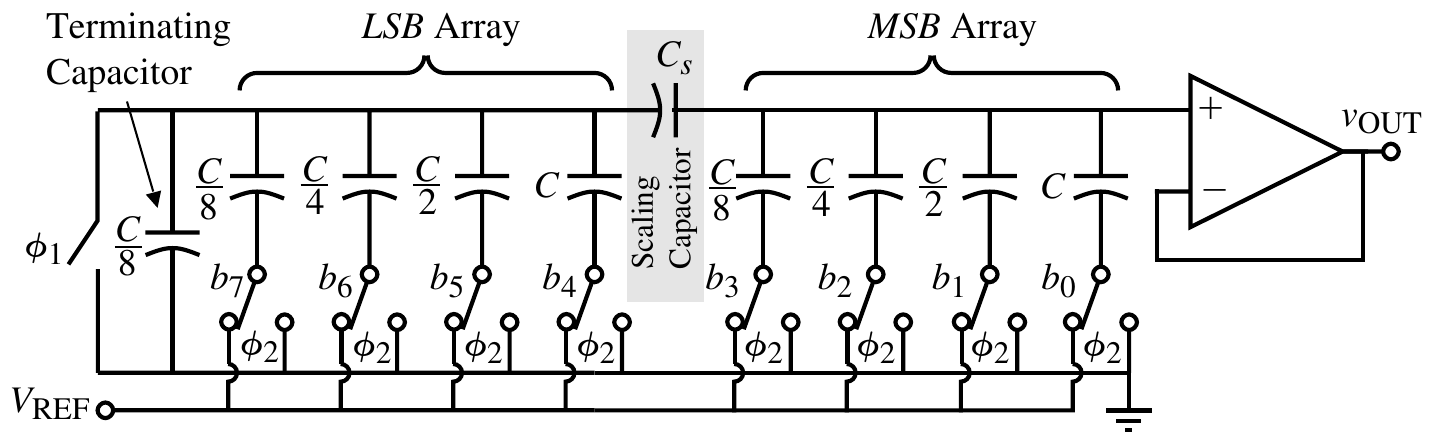 Terminating
Capacitor
LSB Array
C_s
MSB Array
Scaling
Capacitor
+
−
v_OUT
ϕ_1
C/8
C/8
C/4
C/2
C
C/8
C/4
C/2
C
b_7
b_6
b_5
b_4
b_3
b_2
b_1
b_0
ϕ_2
ϕ_2
ϕ_2
ϕ_2
ϕ_2
ϕ_2
ϕ_2
ϕ_2
V_REF